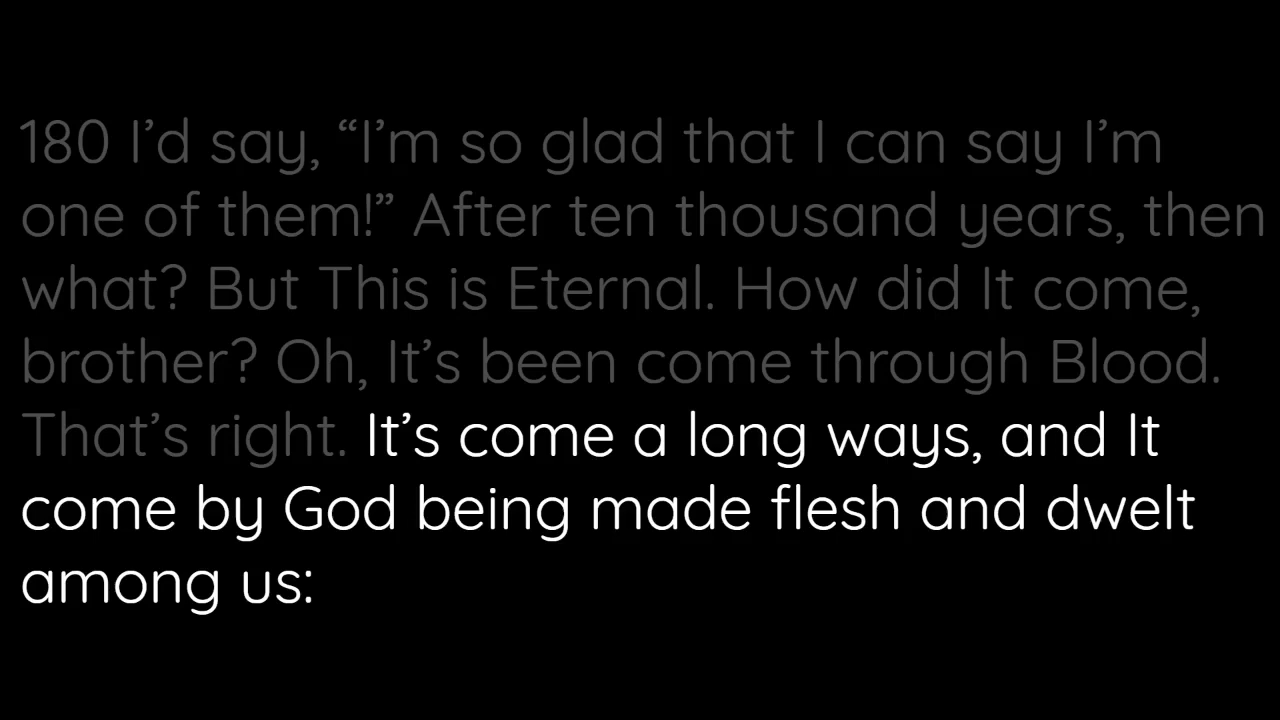 180 I’d say, “I’m so glad that I can say I’m
one of them!” After ten thousand years, then
what? But This is Eternal. How did It come,
brother? Oh, It’s been come through Blood.
That’s right. It’s come a long ways, and It
come by God being made flesh and dwelt
among us: